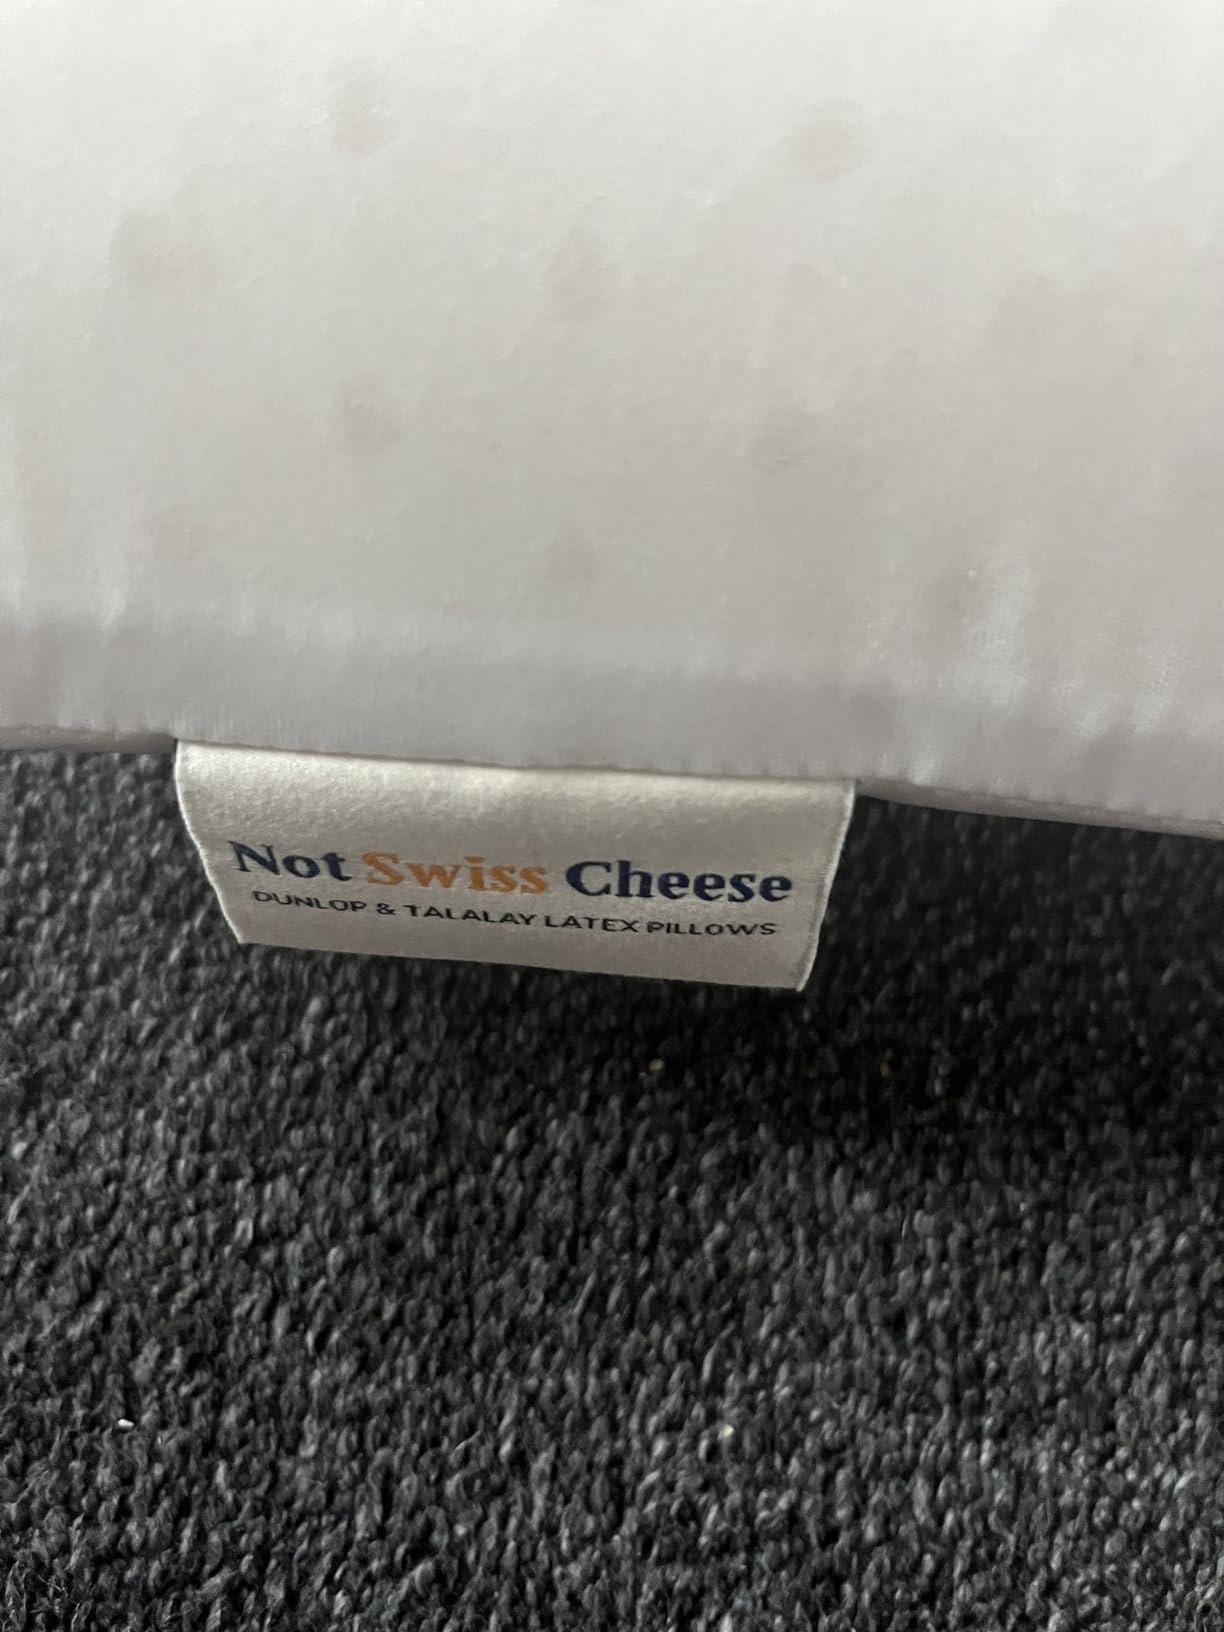 Not Swiss Cheese
DUNLOP & TALALAY LATEX PILLOWS